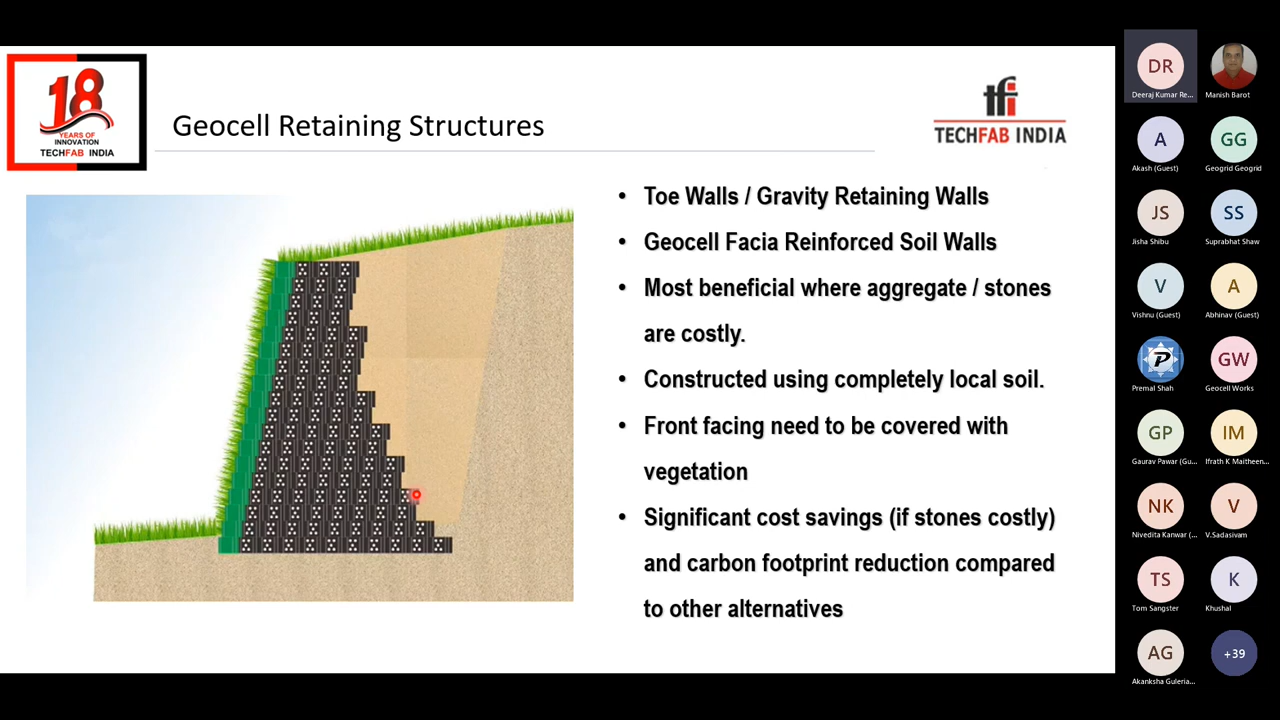 18
YEARS OF
INNOVATION
TECHFAB INDIA
Geocell Retaining Structures
tfi
TECHFAB INDIA
• Toe Walls / Gravity Retaining Walls
• Geocell Facia Reinforced Soil Walls
• Most beneficial where aggregate / stones
are costly.
• Constructed using completely local soil.
• Front facing need to be covered with
vegetation
• Significant cost savings (if stones costly)
and carbon footprint reduction compared
to other alternatives
DR
Deeraj Kumar Re...
Manish Barot
A
Akash (Guest)
GG
Geogrid Geogrid
JS
Jisha Shibu
SS
Suprabhat Shaw
V
Vishnu (Guest)
A
Abhinav (Guest)
P
Premal Shah
GW
Geocell Works
GP
Gaurav Pawar (Gu...
IM
Ifrath K Maitheen...
NK
Nivedita Kanwar (...
V
V.Sadasivam
TS
Tom Sangster
K
Khushal
AG
Akanksha Guleria...
+39